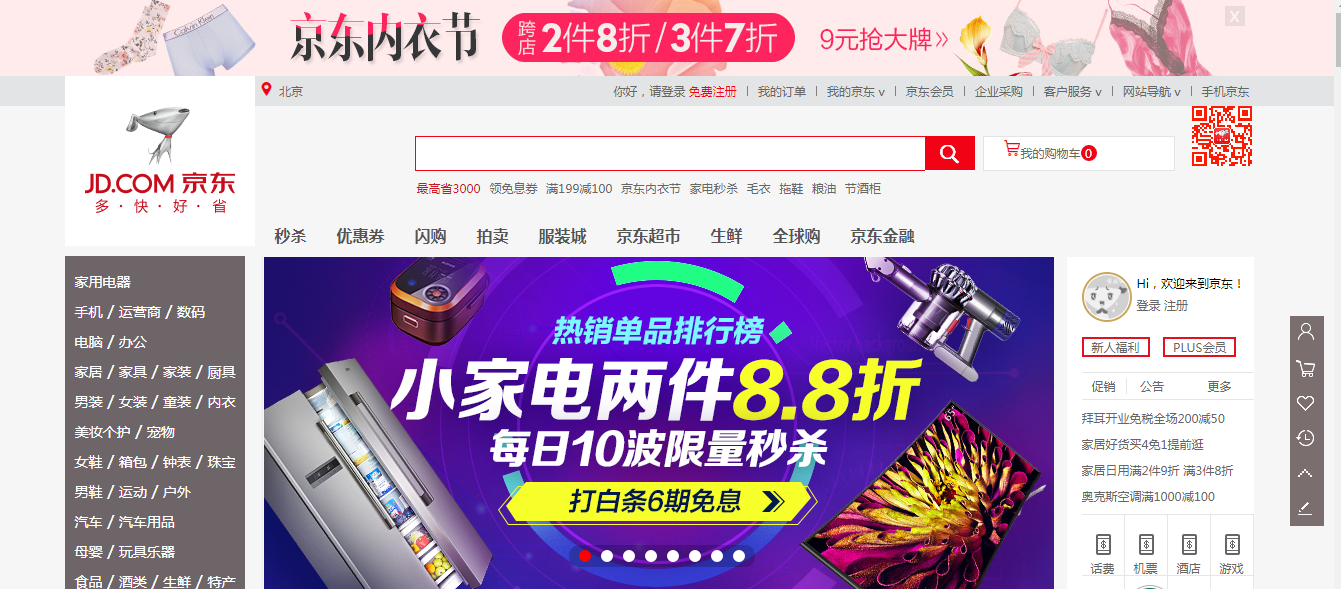 京东内衣节
跨店 2件8折/3件7折
9元抢大牌》
X
Calvin Klein
北京
你好，请登录 免费注册 | 我的订单 | 我的京东∨ | 京东会员 | 企业采购 | 客户服务∨ | 网站导航∨ | 手机京东
JD.COM 京东
多·快·好·省
我的购物车0
最高省3000 领免息券 满199减100 京东内衣节 家电秒杀 毛衣 拖鞋 粮油 节酒柜
秒杀 优惠券 闪购 拍卖 服装城 京东超市 生鲜 全球购 京东金融
家用电器
手机 / 运营商 / 数码
电脑 / 办公
家居 / 家具 / 家装 / 厨具
男装 / 女装 / 童装 / 内衣
美妆个护 / 宠物
女鞋 / 箱包 / 钟表 / 珠宝
男鞋 / 运动 / 户外
汽车 / 汽车用品
母婴 / 玩具乐器
食品 / 酒类 / 生鲜 / 特产
热销单品排行榜
小家电两件8.8折
每日10波限量秒杀
打白条6期免息
Hi，欢迎来到京东！
登录 注册
新人福利 PLUS会员
促销 公告 更多
拜耳开业免税全场200减50
家居好货买4免1提前逛
家居日用满2件9折 满3件8折
奥克斯空调满1000减100
话费 机票 酒店 游戏